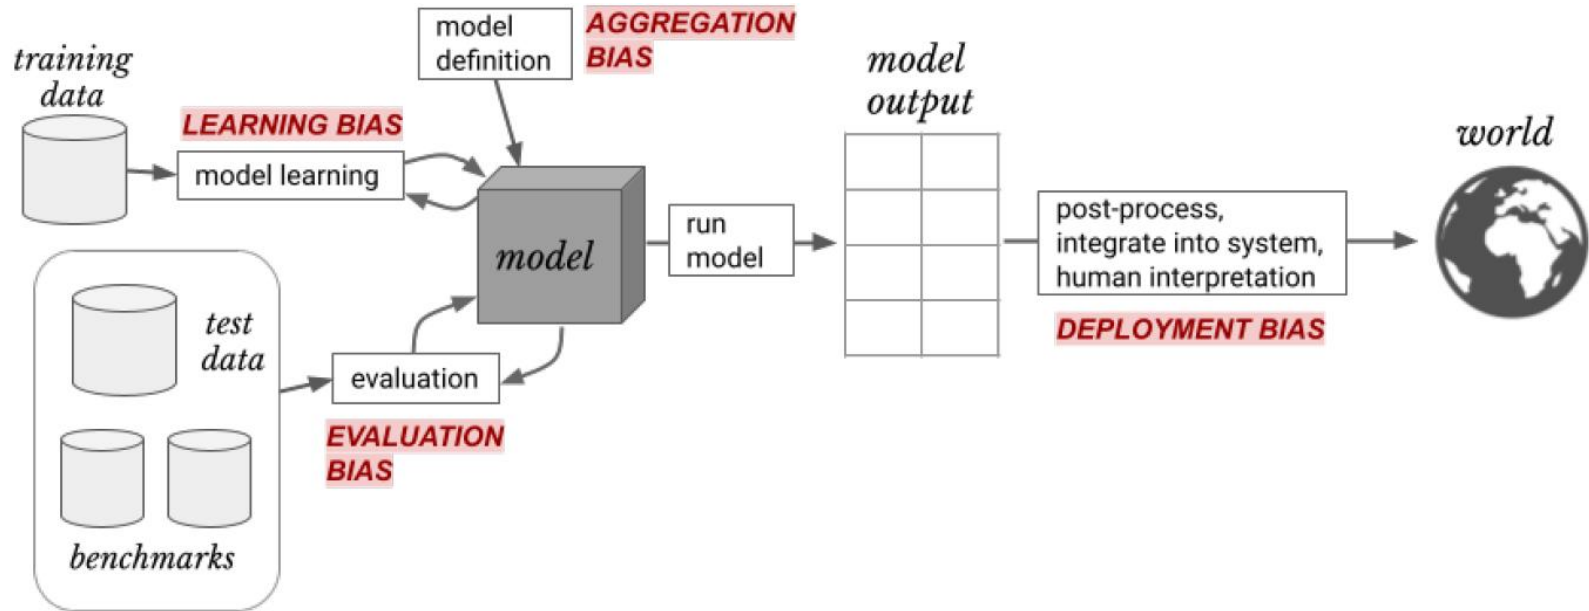 training
data
LEARNING BIAS
model learning
model
definition
AGGREGATION
BIAS
model
test
data
benchmarks
evaluation
EVALUATION
BIAS
run
model
model
output
post-process,
integrate into system,
human interpretation
DEPLOYMENT BIAS
world